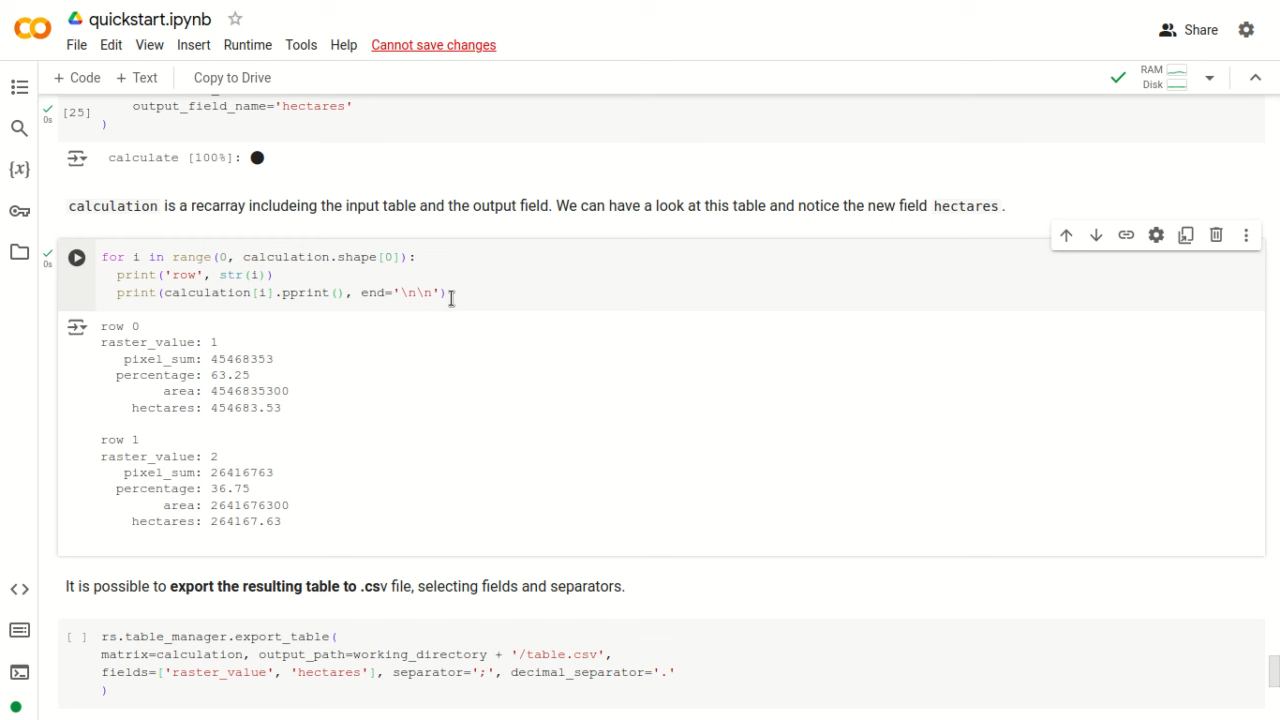 quickstart.ipynb
File Edit View Insert Runtime Tools Help Cannot save changes
Share
+ Code + Text Copy to Drive
RAM
Disk
[25]
output_field_name='hectares'
)
0s
calculate [100%]:
calculation is a recarray includeing the input table and the output field. We can have a look at this table and notice the new field hectares.
0s
for i in range(0, calculation.shape[0]):
print('row', str(i))
print(calculation[i].pprint(), end='\n\n')
row 0
raster_value: 1
pixel_sum: 45468353
percentage: 63.25
area: 4546835300
hectares: 454683.53
row 1
raster_value: 2
pixel_sum: 26416763
percentage: 36.75
area: 2641676300
hectares: 264167.63
It is possible to export the resulting table to .csv file, selecting fields and separators.
[ ] rs.table_manager.export_table(
matrix=calculation, output_path=working_directory + '/table.csv',
fields=['raster_value', 'hectares'], separator=';', decimal_separator='.'
)